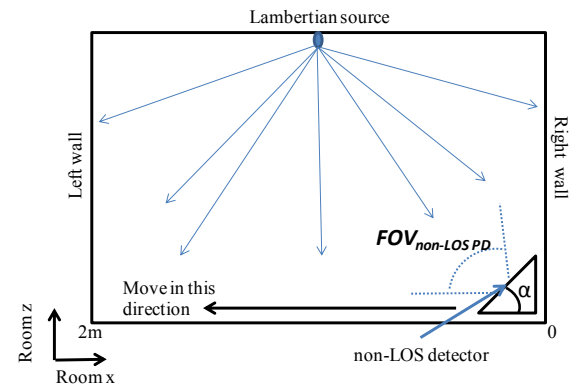 Lambertian source
Left wall
Right wall
FOVnon-LOS PD
α
Move in this
direction
2m
0
non-LOS detector
Room z
Room x